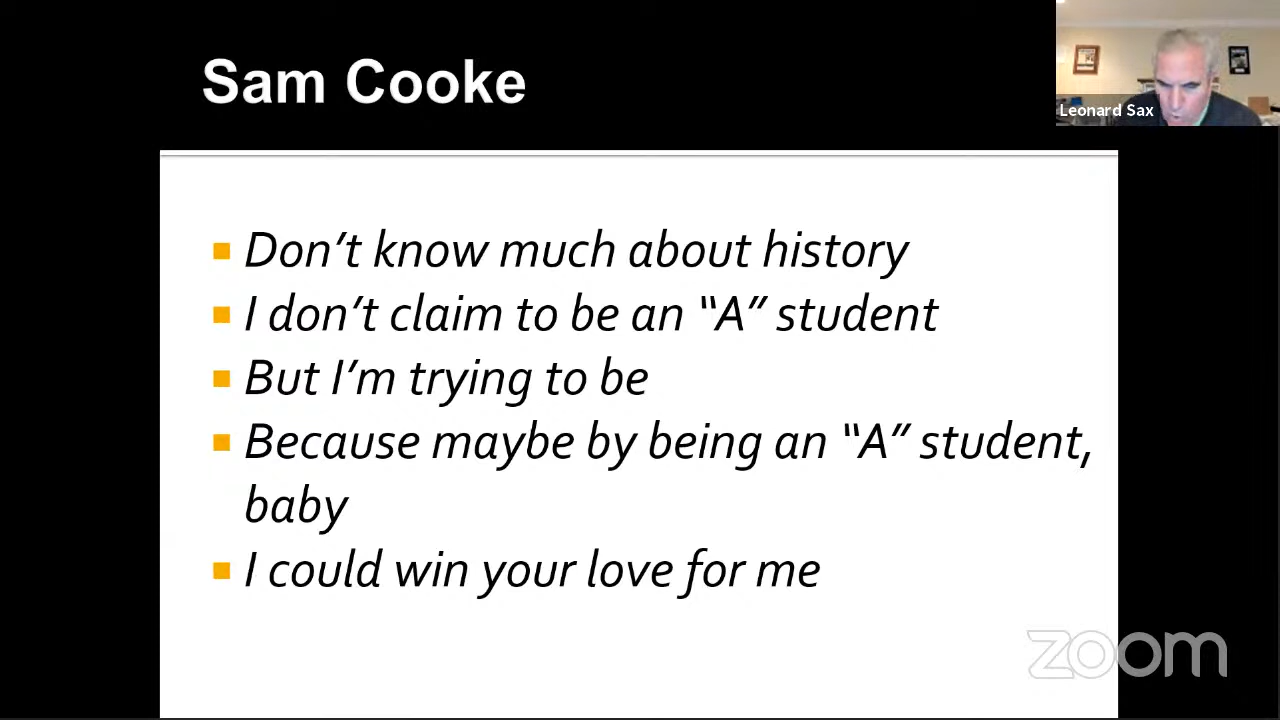 Sam Cooke
Leonard Sax
Don’t know much about history
I don’t claim to be an “A” student
But I’m trying to be
Because maybe by being an “A” student,
baby
I could win your love for me
zoom